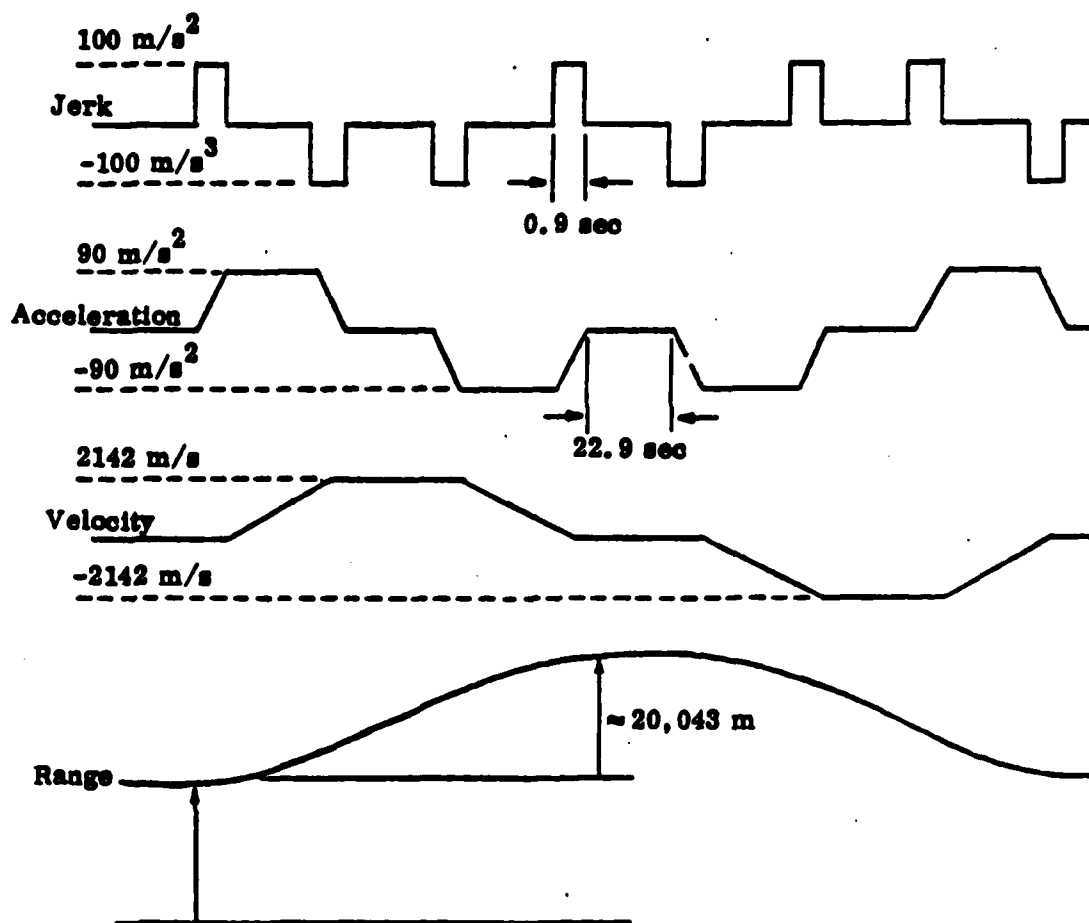 100 m/s²
Jerk
-100 m/s³
0.9 sec
90 m/s²
Acceleration
-90 m/s²
22.9 sec
2142 m/s
Velocity
-2142 m/s
≈ 20,043 m
Range